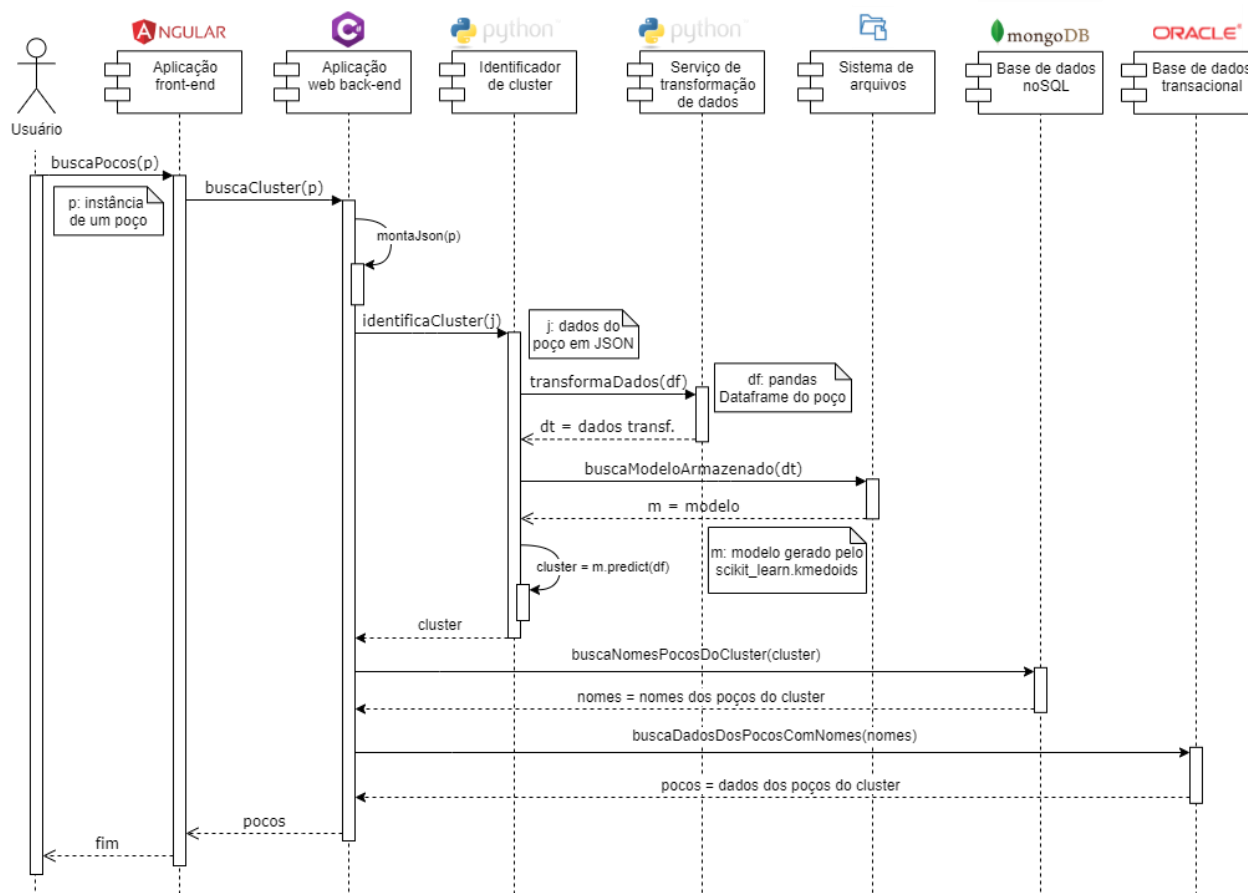 ANGULAR
C#
python
python
mongoDB
ORACLE
Usuário
Aplicação
front-end
Aplicação
web back-end
Identificador
de cluster
Serviço de
transformação
de dados
Sistema de
arquivos
Base de dados
noSQL
Base de dados
transacional
buscaPocos(p)
p: instância
de um poço
buscaCluster(p)
montaJson(p)
identificaCluster(j)
j: dados do
poço em JSON
transformaDados(df)
df: pandas
Dataframe do poço
dt = dados transf.
buscaModeloArmazenado(dt)
m = modelo
m: modelo gerado pelo
scikit_learn.kmedoids
cluster = m.predict(df)
cluster
buscaNomesPocosDoCluster(cluster)
nomes = nomes dos poços do cluster
buscaDadosDosPocosComNomes(nomes)
pocos = dados dos poços do cluster
pocos
fim